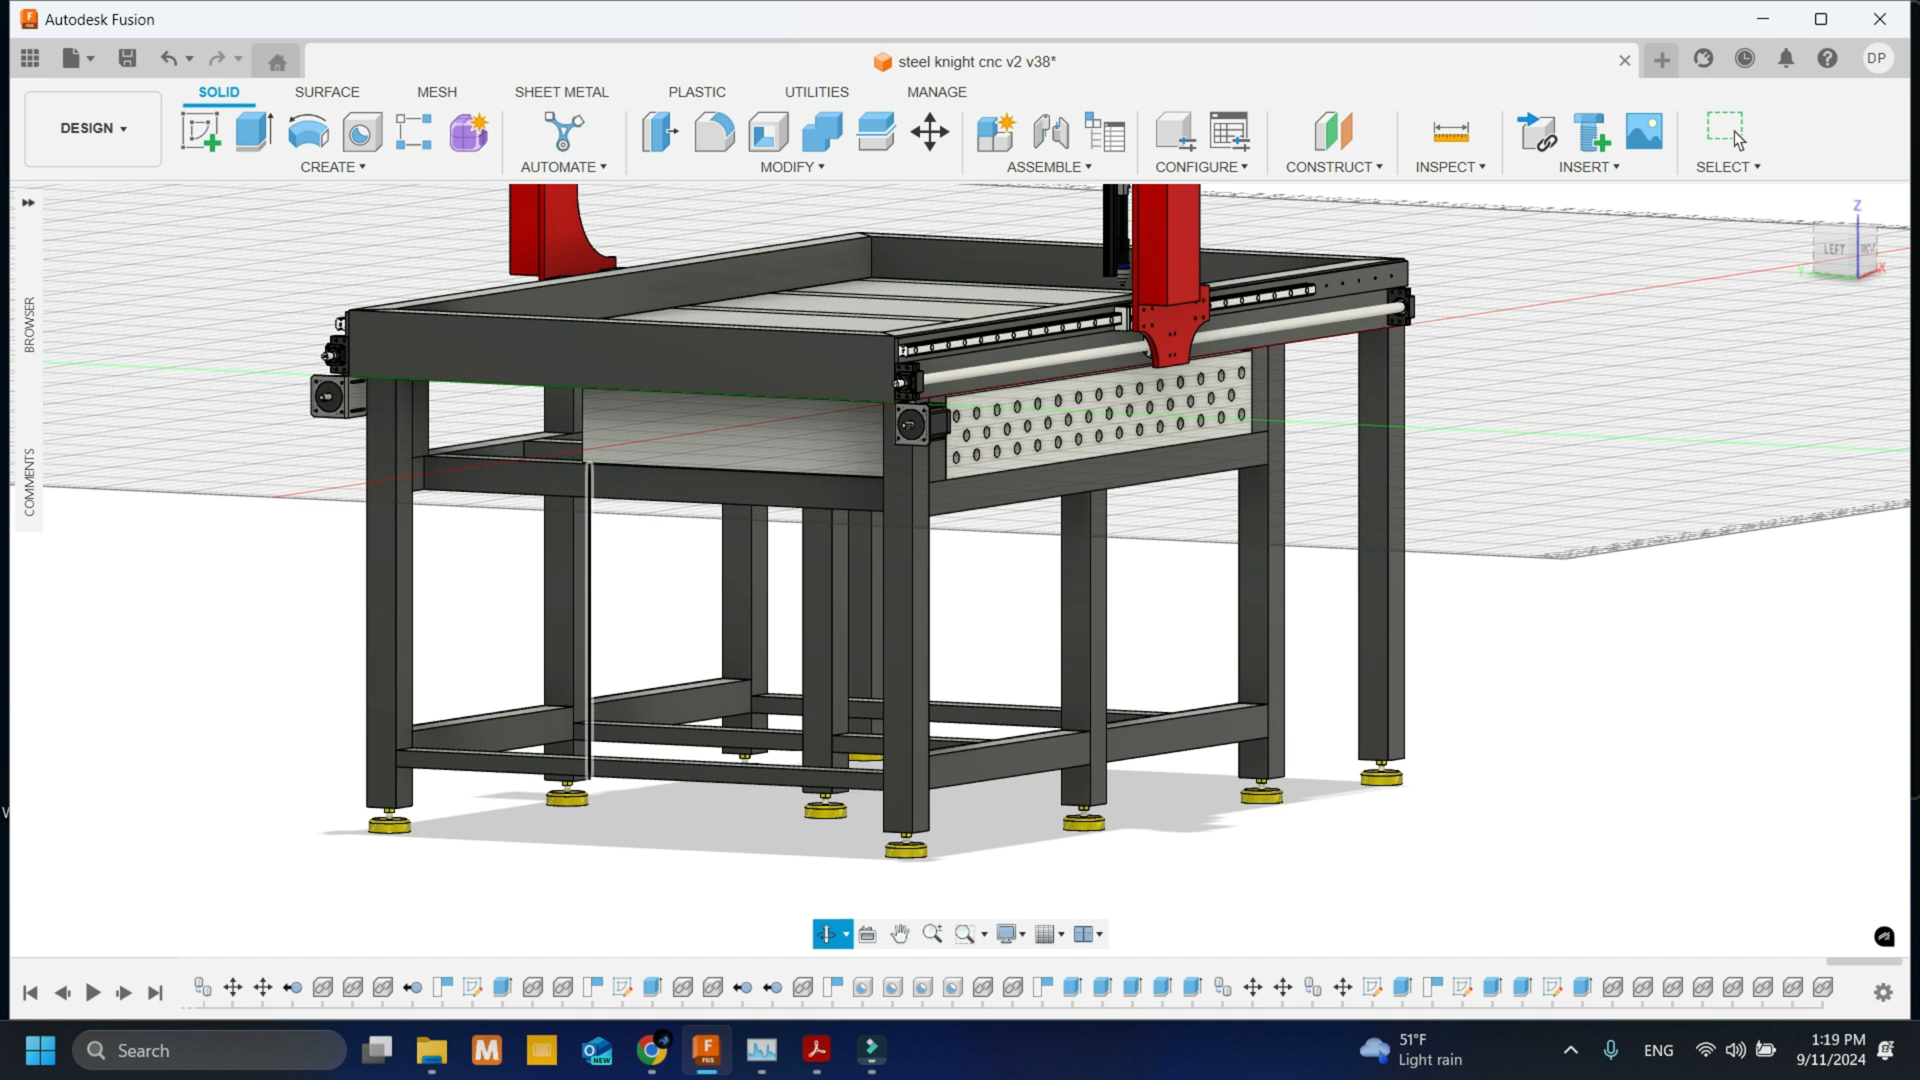 Autodesk Fusion
steel knight cnc v2 v38*
DP
DESIGN
SOLID
SURFACE
MESH
SHEET METAL
PLASTIC
UTILITIES
MANAGE
CREATE
AUTOMATE
MODIFY
ASSEMBLE
CONFIGURE
CONSTRUCT
INSPECT
INSERT
SELECT
BROWSER
COMMENTS
Z
LEFT
X
Y
Search
NEW
F
FUS
51°F
Light rain
ENG
1:19 PM
9/11/2024